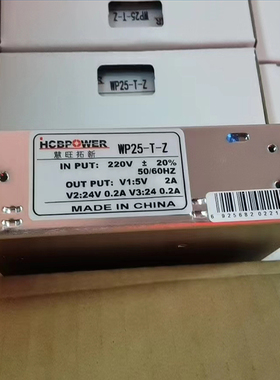 WP25-T-Z
WP25-T-Z
HCBPOWER WP25-T-Z
慧旺拓新
IN PUT: 220V ± 20%
50/60HZ
OUT PUT: V1:5V 2A
V2:24V 0.2A V3:24 0.2A
MADE IN CHINA